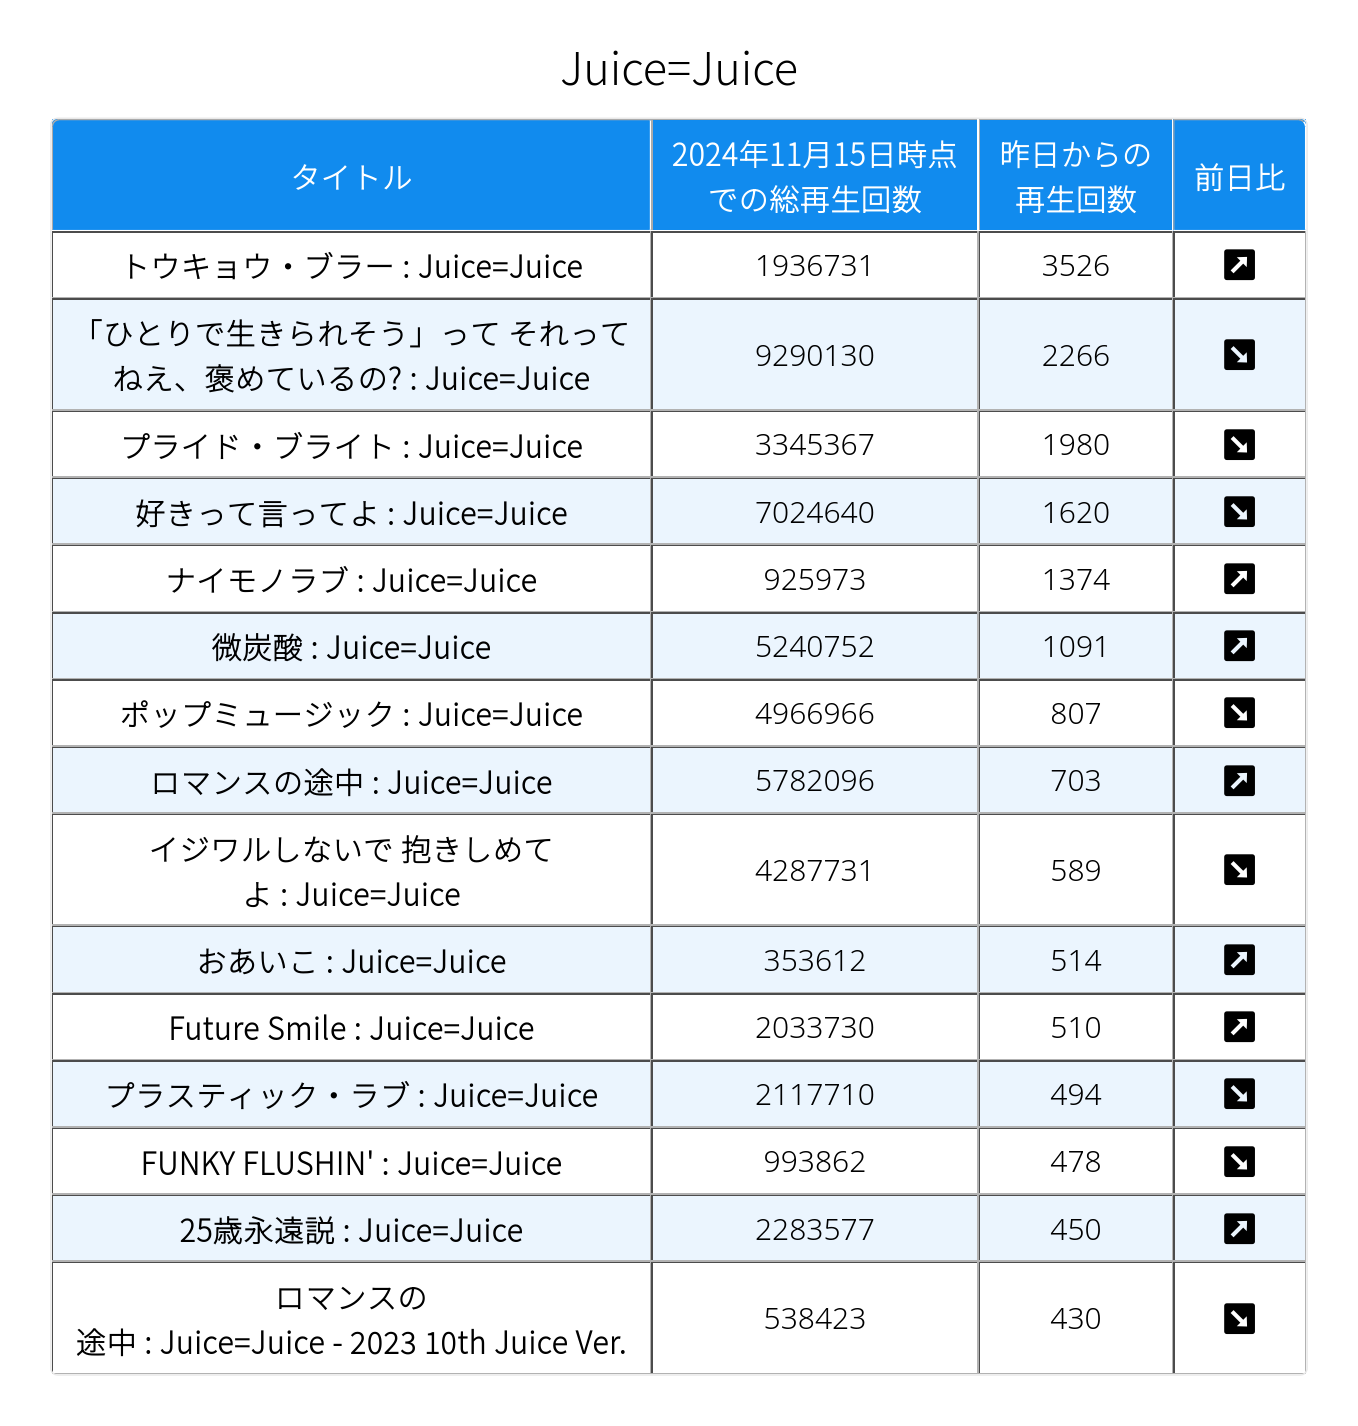 Juice=Juice
タイトル
2024年11月15日時点
での総再生回数
昨日からの
再生回数
前日比
トウキョウ・ブラー : Juice=Juice
1936731
3526
「ひとりで生きられそう」って それって
ねえ、褒めているの? : Juice=Juice
9290130
2266
プライド・ブライト : Juice=Juice
3345367
1980
好きって言ってよ : Juice=Juice
7024640
1620
ナイモノラブ : Juice=Juice
925973
1374
微炭酸 : Juice=Juice
5240752
1091
ポップミュージック : Juice=Juice
4966966
807
ロマンスの途中 : Juice=Juice
5782096
703
イジワルしないで 抱きしめて
よ : Juice=Juice
4287731
589
おあいこ : Juice=Juice
353612
514
Future Smile : Juice=Juice
2033730
510
プラスティック・ラブ : Juice=Juice
2117710
494
FUNKY FLUSHIN' : Juice=Juice
993862
478
25歳永遠説 : Juice=Juice
2283577
450
ロマンスの
途中 : Juice=Juice - 2023 10th Juice Ver.
538423
430